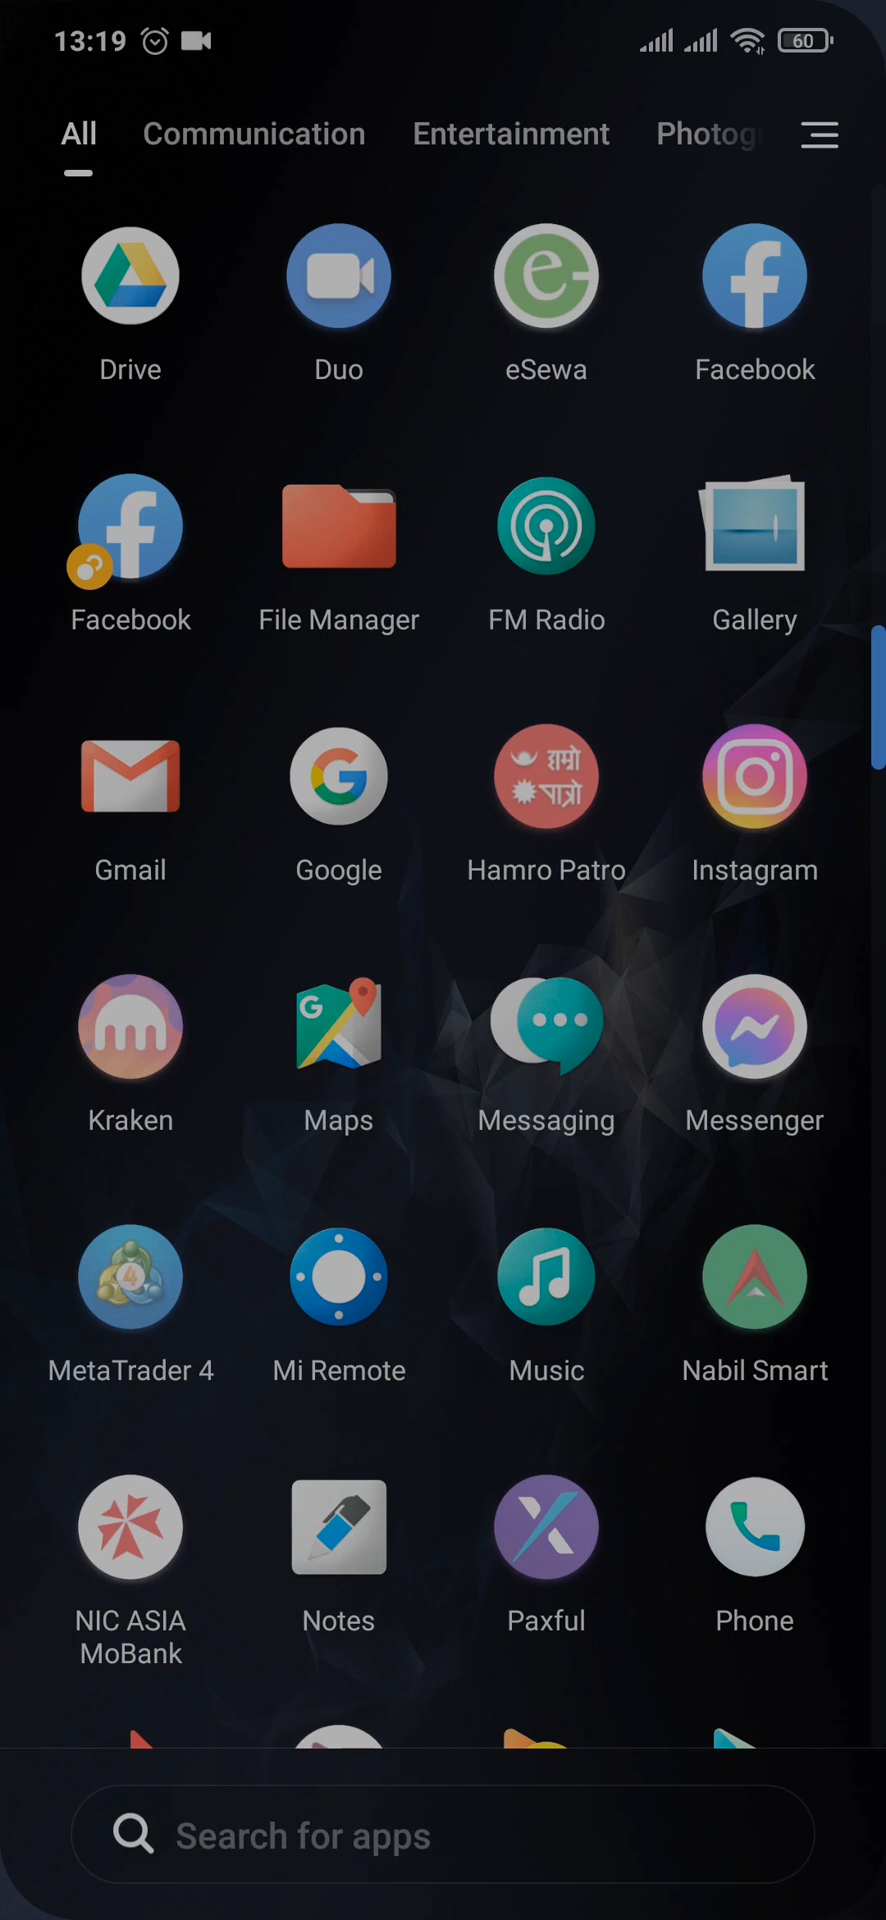 13:19 60
All Communication Entertainment Photog
Drive Duo eSewa Facebook
Facebook File Manager FM Radio Gallery
हाम्रो
पात्रो
Gmail Google Hamro Patro Instagram
Kraken Maps Messaging Messenger
4
MetaTrader 4 Mi Remote Music Nabil Smart
NIC ASIA
MoBank Notes Paxful Phone
Search for apps